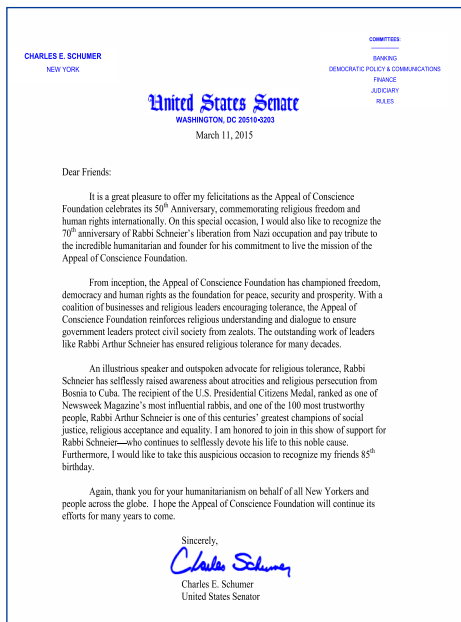 COMMITTEES:
CHARLES E. SCHUMER
NEW YORK
BANKING
DEMOCRATIC POLICY & COMMUNICATIONS
FINANCE
JUDICIARY
RULES
United States Senate
WASHINGTON, DC 20510-3203
March 11, 2015
Dear Friends:
It is a great pleasure to offer my felicitations as the Appeal of Conscience
Foundation celebrates its 50th Anniversary, commemorating religious freedom and
human rights internationally. On this special occasion, I would also like to recognize the
70th anniversary of Rabbi Schneier's liberation from Nazi occupation and pay tribute to
the incredible humanitarian and founder for his commitment to live the mission of the
Appeal of Conscience Foundation.
From inception, the Appeal of Conscience Foundation has championed freedom,
democracy and human rights as the foundation for peace, security and prosperity. With a
coalition of businesses and religious leaders encouraging tolerance, the Appeal of
Conscience Foundation reinforces religious understanding and dialogue to ensure
government leaders protect civil society from zealots. The outstanding work of leaders
like Rabbi Arthur Schneier has ensured religious tolerance for many decades.
An illustrious speaker and outspoken advocate for religious tolerance, Rabbi
Schneier has selflessly raised awareness about atrocities and religious persecution from
Bosnia to Cuba. The recipient of the U.S. Presidential Citizens Medal, ranked as one of
Newsweek Magazine's most influential rabbis, and one of the 100 most trustworthy
people, Rabbi Arthur Schneier is one of this centuries' greatest champions of social
justice, religious acceptance and equality. I am honored to join in this show of support for
Rabbi Schneier—who continues to selflessly devote his life to this noble cause.
Furthermore, I would like to take this auspicious occasion to recognize my friends 85th
birthday.
Again, thank you for your humanitarianism on behalf of all New Yorkers and
people across the globe. I hope the Appeal of Conscience Foundation will continue its
efforts for many years to come.
Sincerely,
Charles Schumer
Charles E. Schumer
United States Senator